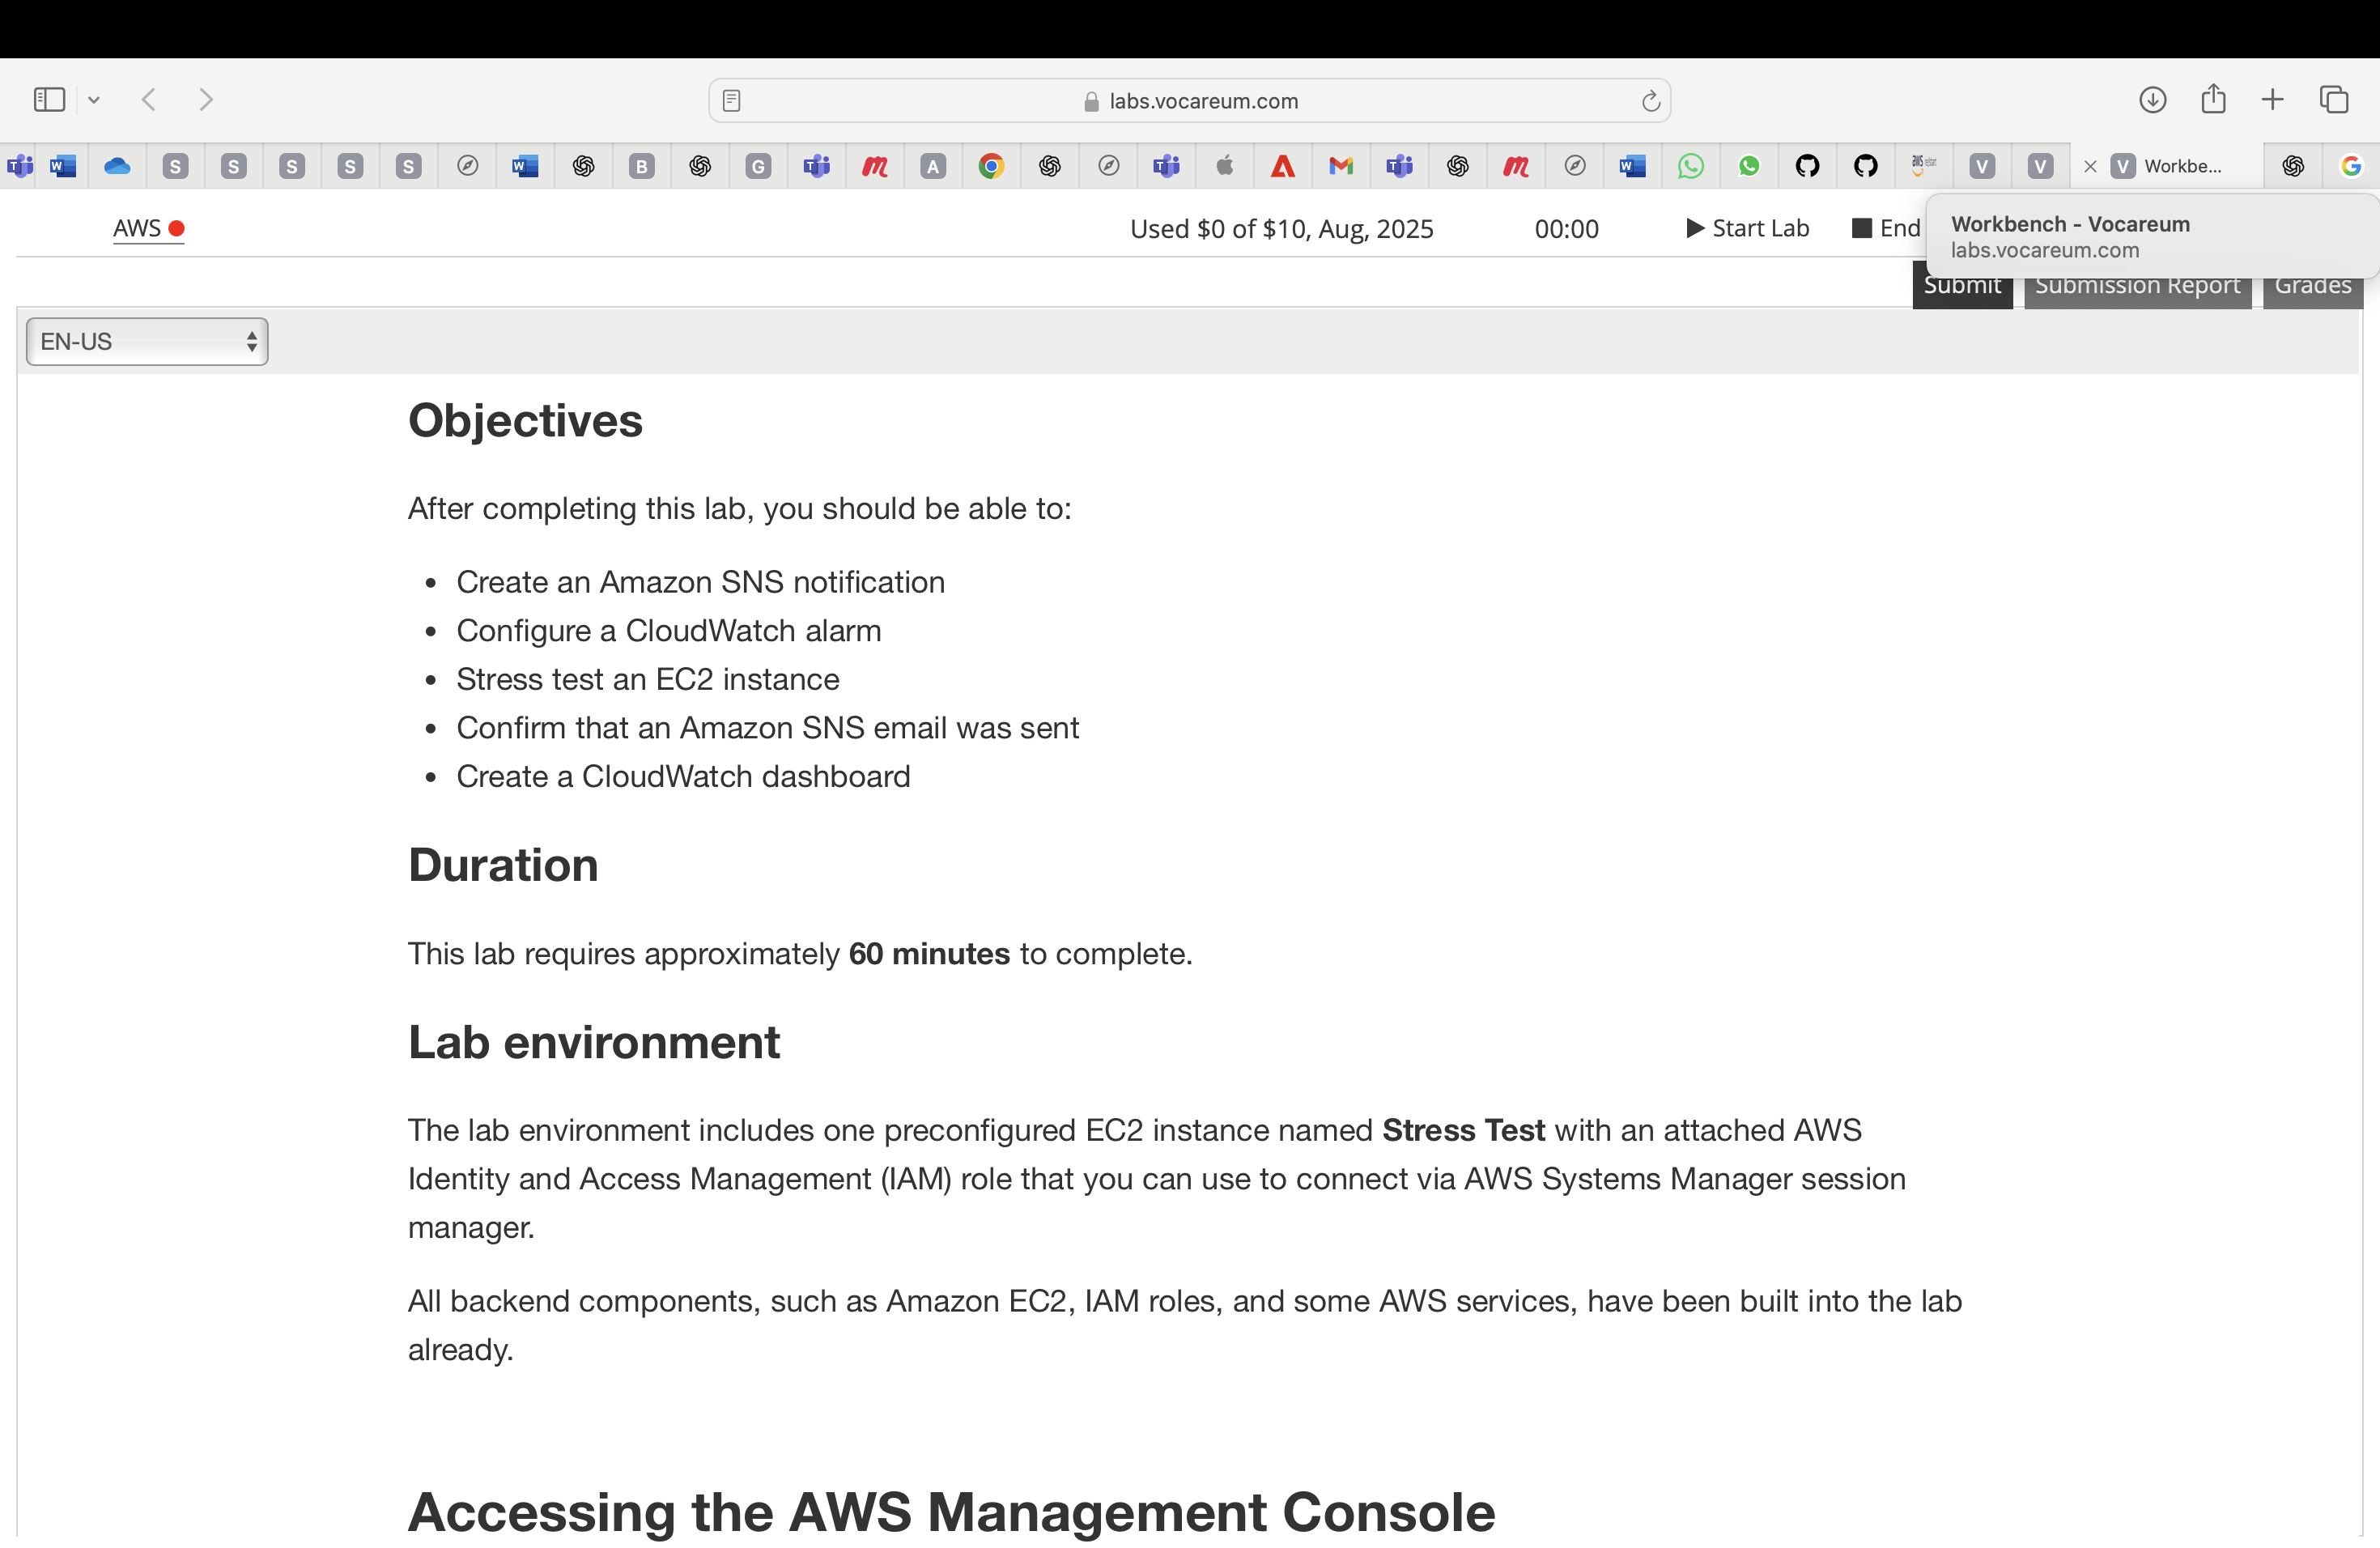 labs.vocareum.com
Workbe...
AWS
Used $0 of $10, Aug, 2025
00:00
Start Lab
End
Workbench - Vocareum
labs.vocareum.com
Submit
Submission Report
Grades
EN-US
Objectives
After completing this lab, you should be able to:
• Create an Amazon SNS notification
• Configure a CloudWatch alarm
• Stress test an EC2 instance
• Confirm that an Amazon SNS email was sent
• Create a CloudWatch dashboard
Duration
This lab requires approximately 60 minutes to complete.
Lab environment
The lab environment includes one preconfigured EC2 instance named Stress Test with an attached AWS
Identity and Access Management (IAM) role that you can use to connect via AWS Systems Manager session
manager.
All backend components, such as Amazon EC2, IAM roles, and some AWS services, have been built into the lab
already.
Accessing the AWS Management Console